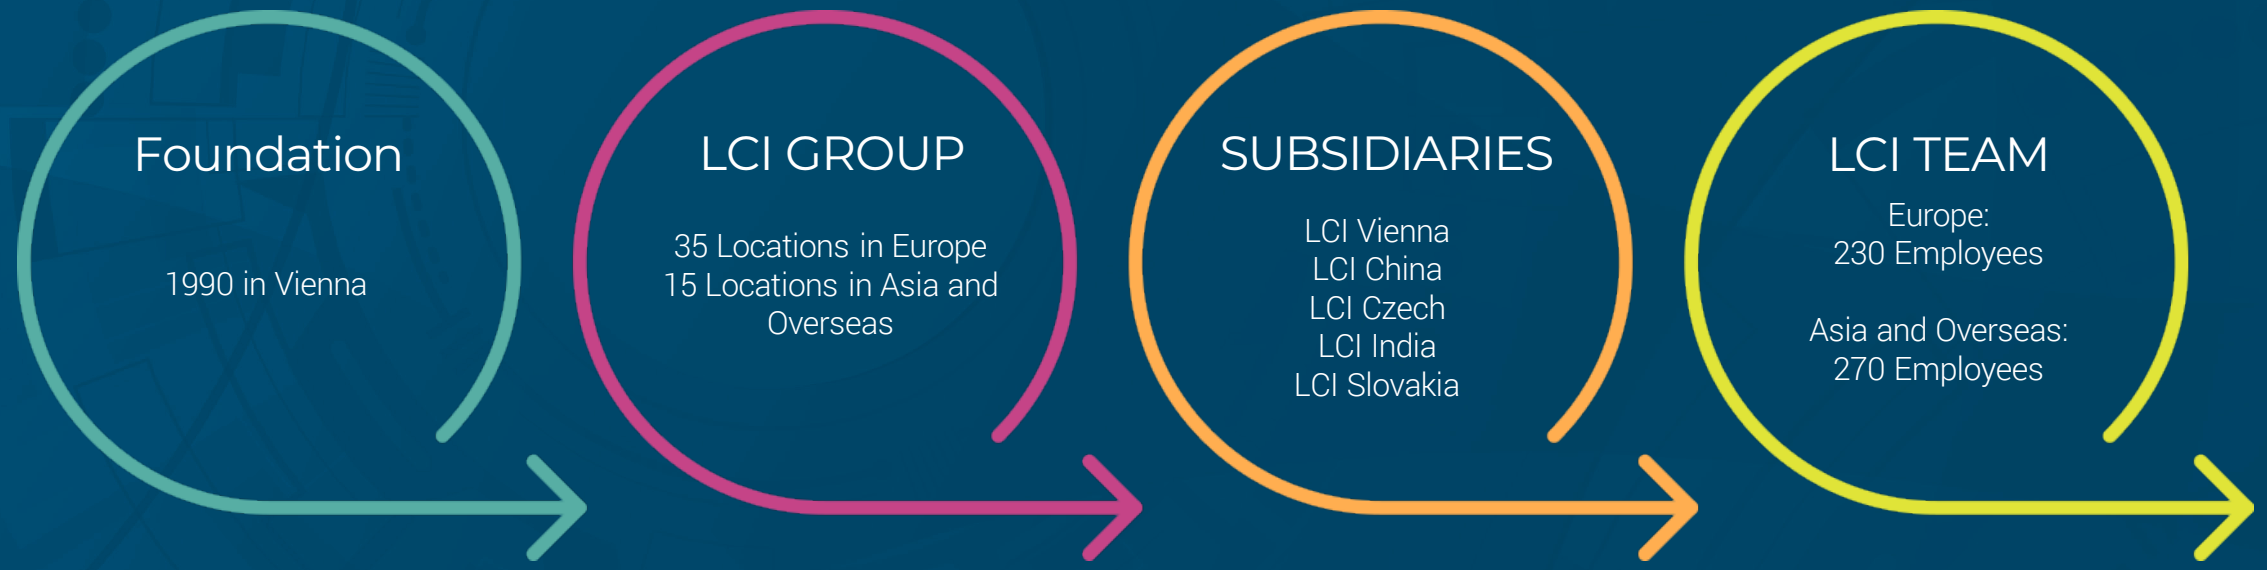 Foundation
1990 in Vienna
LCI GROUP
35 Locations in Europe
15 Locations in Asia and
Overseas
SUBSIDIARIES
LCI Vienna
LCI China
LCI Czech
LCI India
LCI Slovakia
LCI TEAM
Europe:
230 Employees
Asia and Overseas:
270 Employees